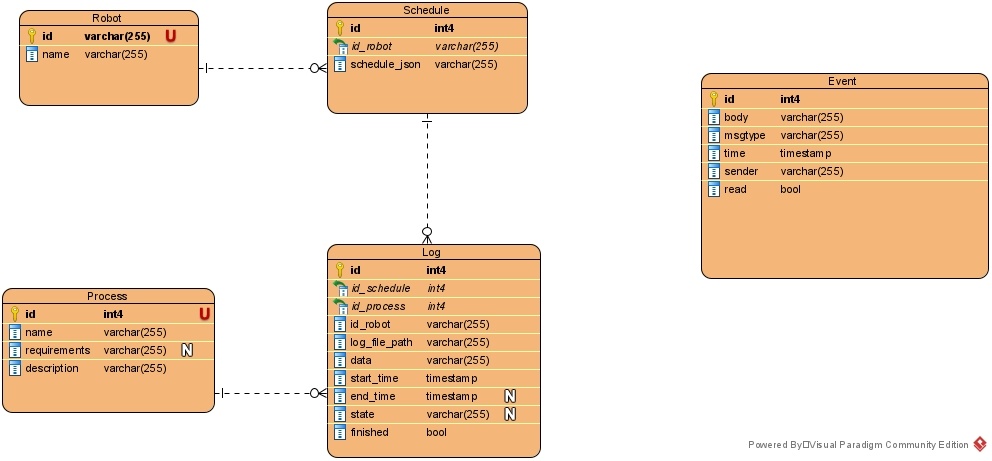 Robot
id varchar(255) U
name varchar(255)
Schedule
id int4
id_robot varchar(255)
schedule_json varchar(255)
Event
id int4
body varchar(255)
msgtype varchar(255)
time timestamp
sender varchar(255)
read bool
Log
id int4
id_schedule int4
id_process int4
id_robot varchar(255)
log_file_path varchar(255)
data varchar(255)
start_time timestamp
end_time timestamp N
state varchar(255) N
finished bool
Process
id int4 U
name varchar(255)
requirements varchar(255) N
description varchar(255)
Powered By□Visual Paradigm Community Edition